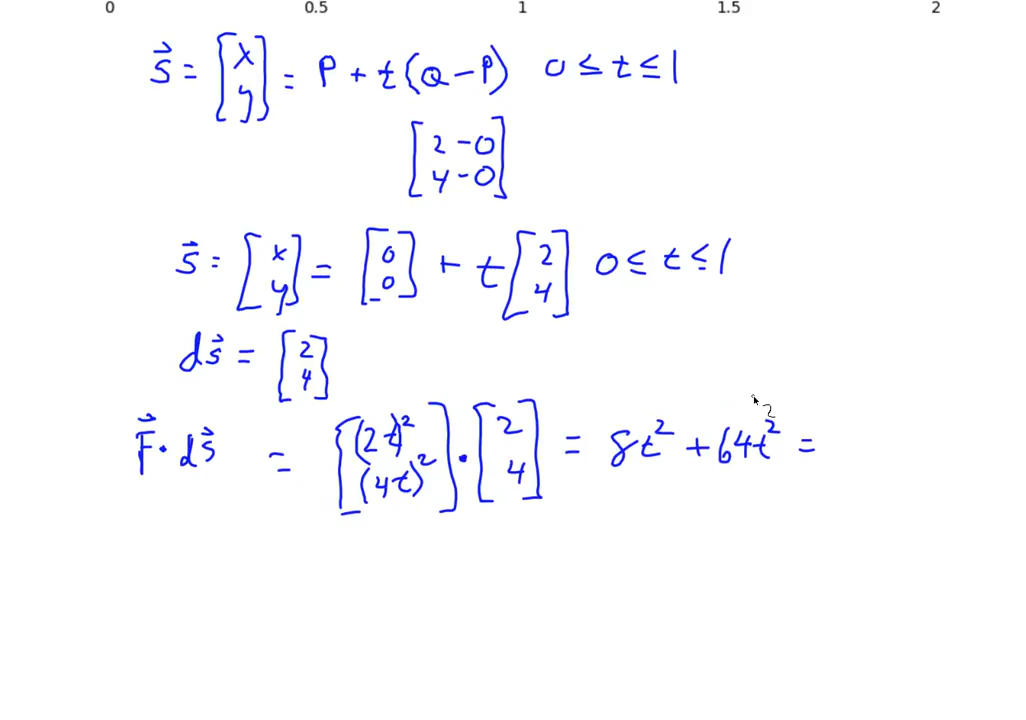 0 0.5 1 1.5 2
s⃗ = [x y] = P + t(Q − P) 0 ≤ t ≤ 1
[2 − 0 4 − 0]
s⃗ = [x y] = [0 0] + t[2 4] 0 ≤ t ≤ 1
ds⃗ = [2 4]
F⃗ · ds⃗ = [(2t)² (4t)²] · [2 4] = 8t² + 64t² =